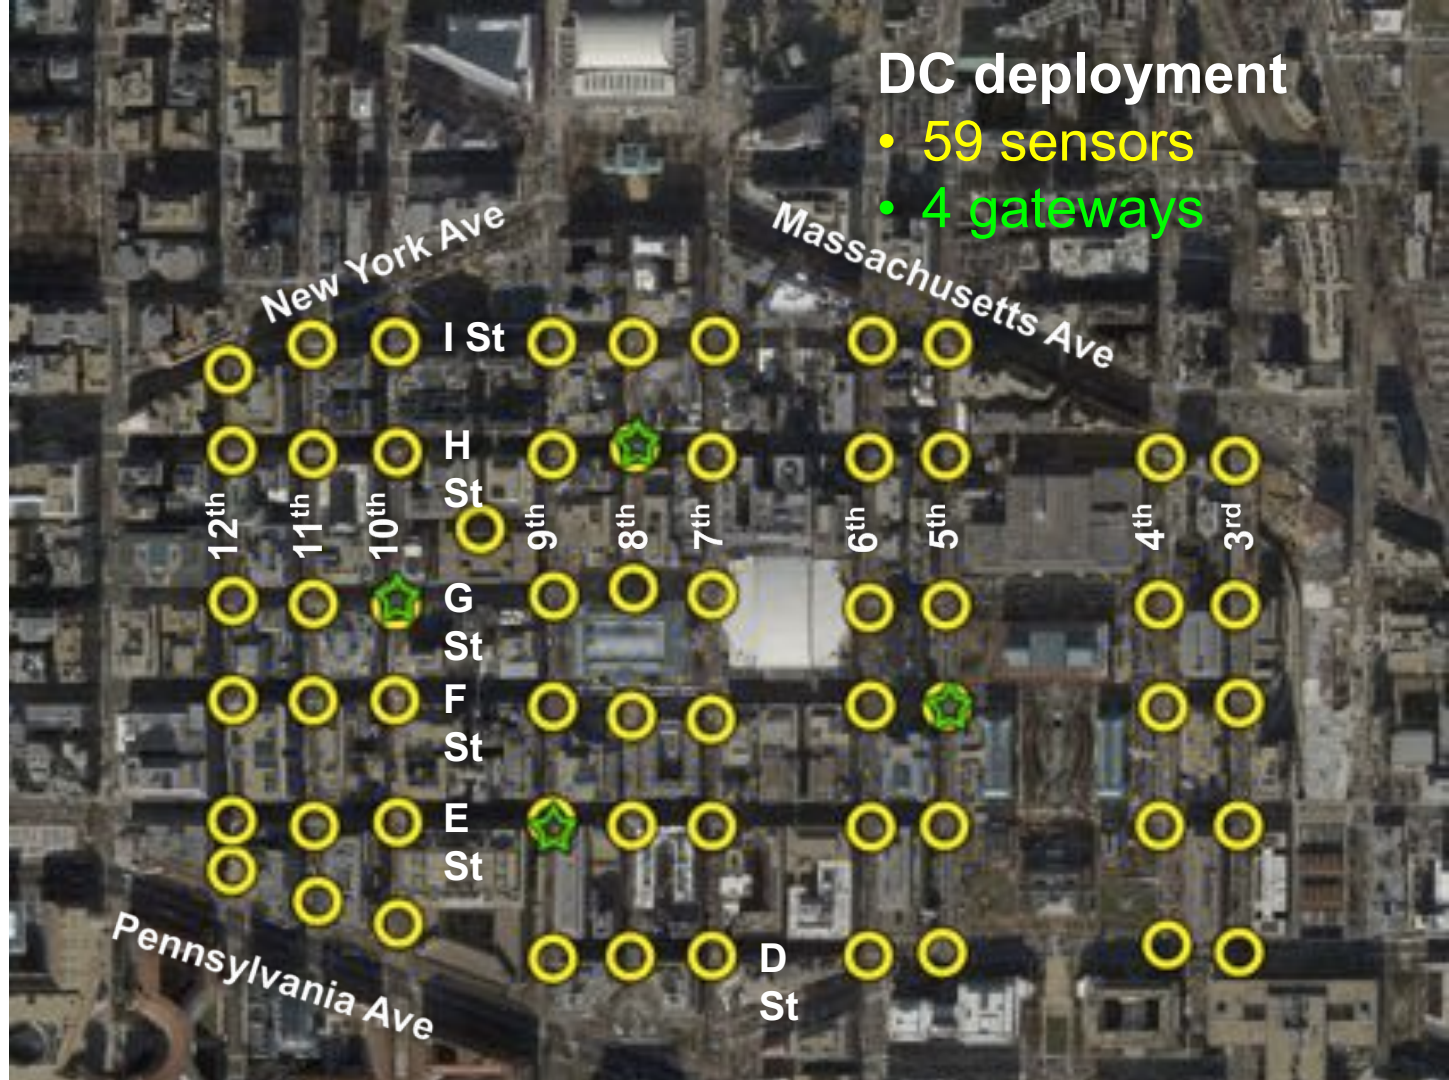 DC deployment
• 59 sensors
• 4 gateways
New York Ave
Massachusetts Ave
I St
H
St
12th
11th
10th
9th
8th
7th
6th
5th
4th
3rd
G
St
F
St
E
St
D
St
Pennsylvania Ave